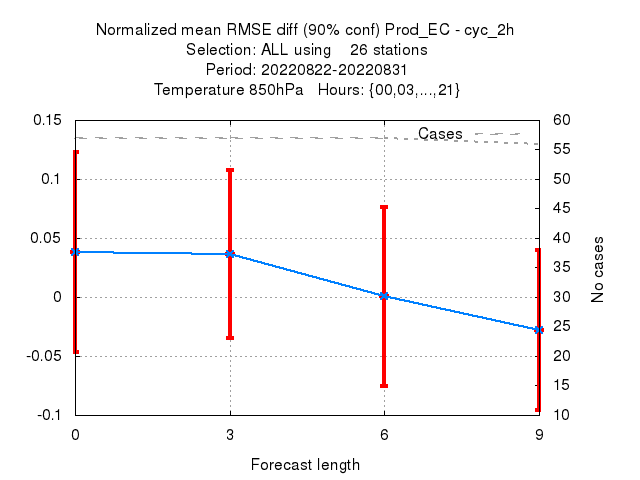 Normalized mean RMSE diff (90% conf) Prod_EC - cyc_2h
Selection: ALL using    26 stations
Period: 20220822-20220831
Temperature 850hPa   Hours: {00,03,...,21}
Cases
0.15
0.1
0.05
0
-0.05
-0.1
60
55
50
45
40
35
30
25
20
15
10
No cases
0 3 6 9
Forecast length